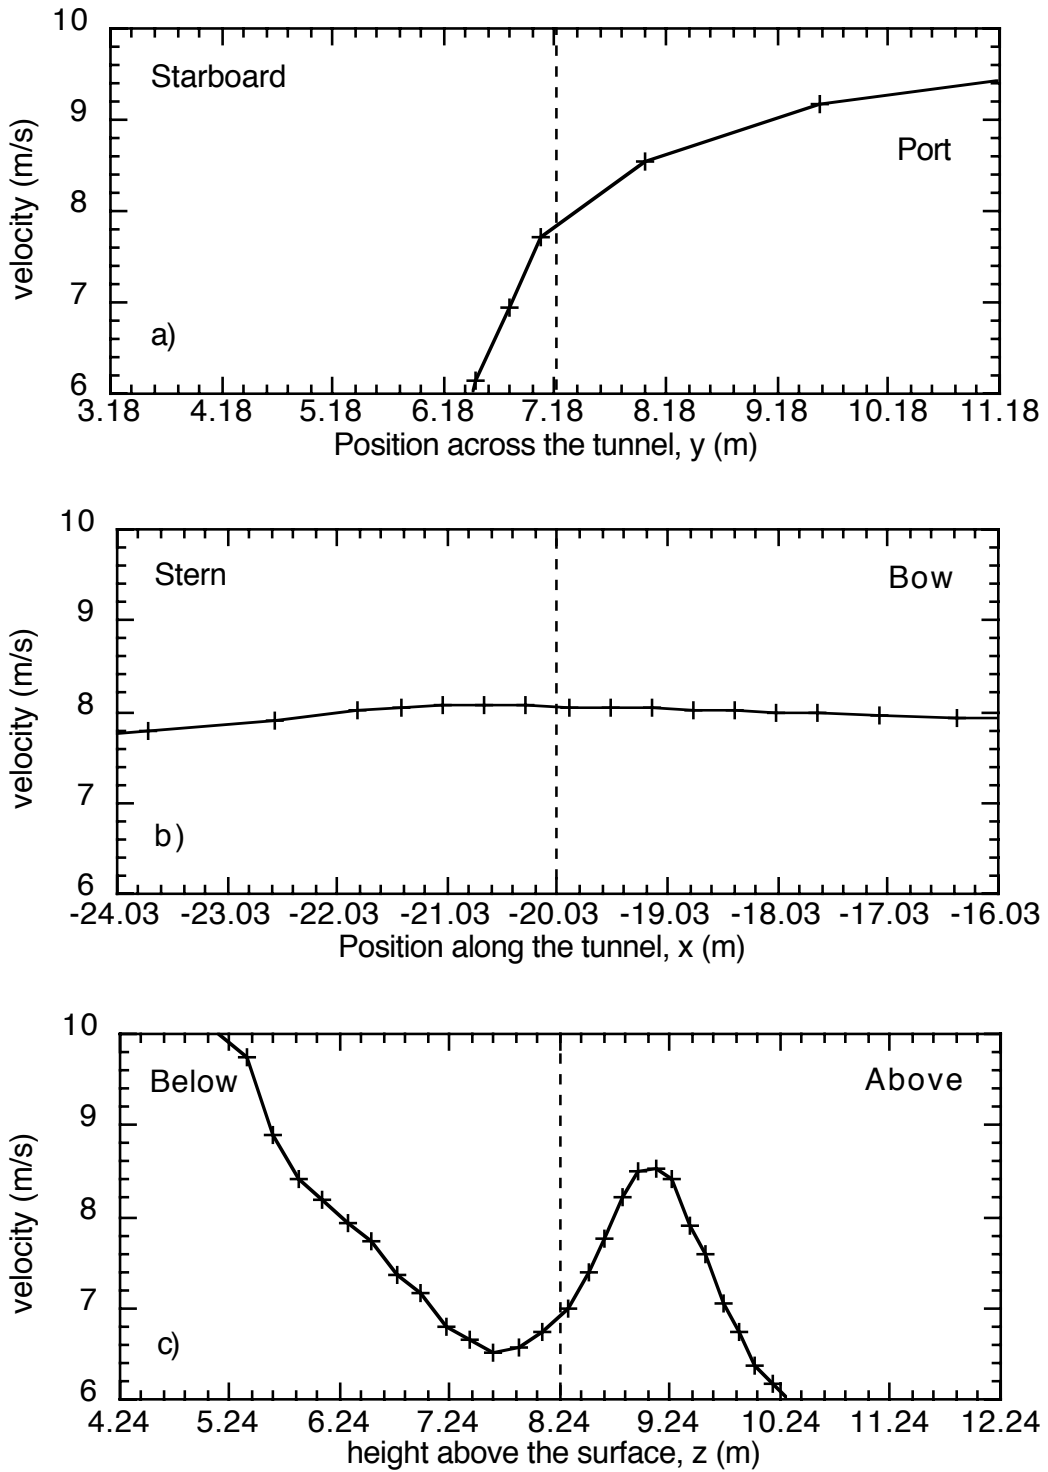 10
Starboard
9
Port
8
7
a)
6
velocity (m/s)
3.18 4.18 5.18 6.18 7.18 8.18 9.18 10.18 11.18
Position across the tunnel, y (m)
10
Stern Bow
9
8
7
b)
6
velocity (m/s)
-24.03 -23.03 -22.03 -21.03 -20.03 -19.03 -18.03 -17.03 -16.03
Position along the tunnel, x (m)
10
Below Above
9
8
7
c)
6
velocity (m/s)
4.24 5.24 6.24 7.24 8.24 9.24 10.24 11.24 12.24
height above the surface, z (m)